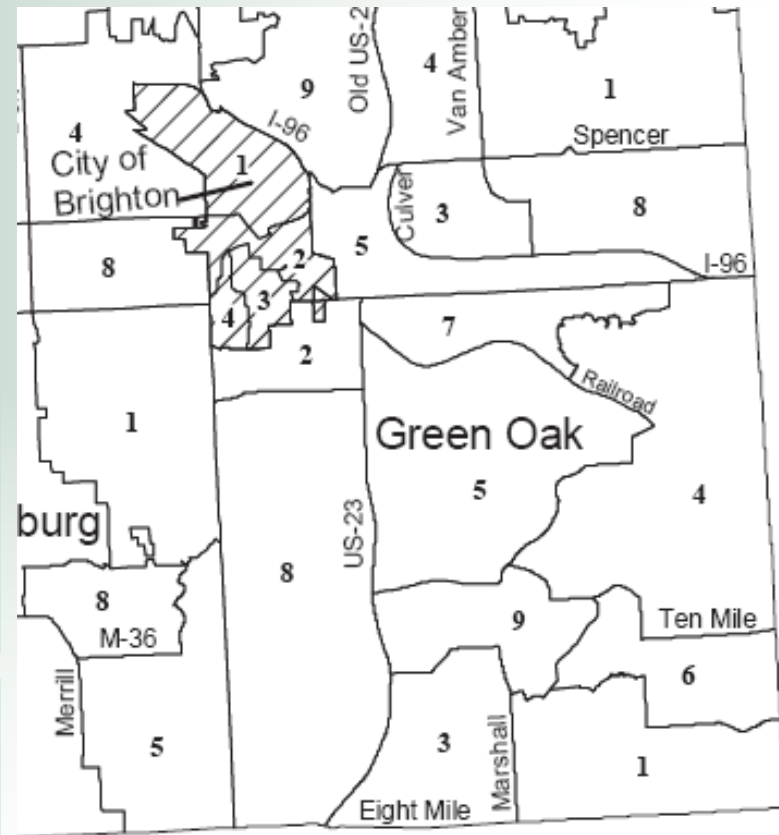 Old US-2
Van Amber
4
9
1
I-96
4
Spencer
City of
1
Brighton
Culver
3
8
5
8
2
I-96
3
4
7
2
Railroad
1
Green Oak
5
4
burg
US-23
8
8
9
Ten Mile
M-36
6
Merrill
5
3
Marshall
1
Eight Mile